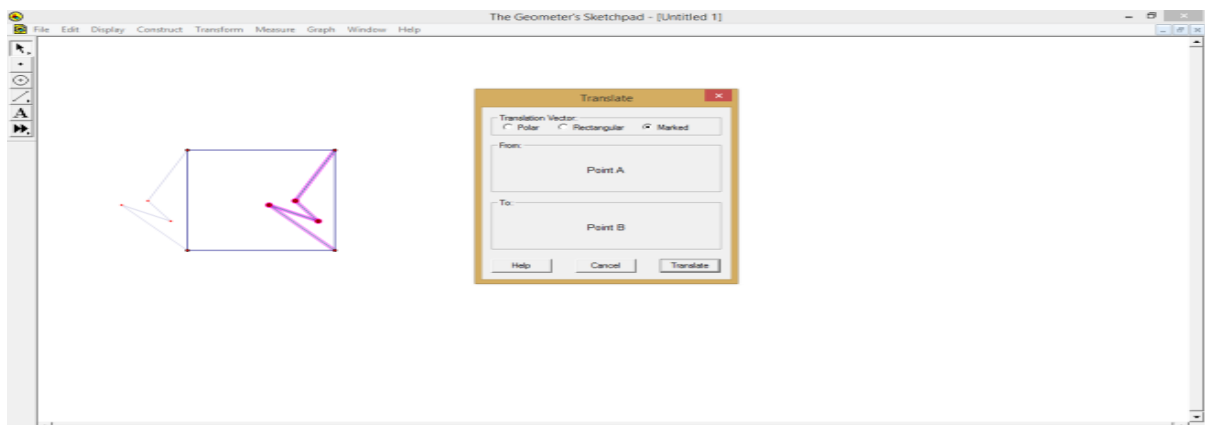 The Geometer's Sketchpad - [Untitled 1]
File Edit Display Construct Transform Measure Graph Window Help
A
Translate
Translation Vector:
Polar Rectangular Marked
From:
Point A
To:
Point B
Help Cancel Translate